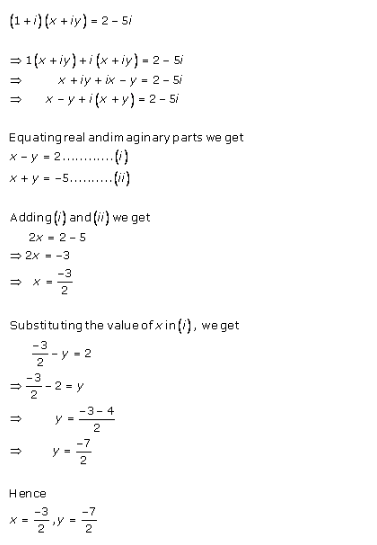 (1+i)(x+iy) = 2-5i
⇒ 1(x+iy)+i(x+iy) = 2-5i
⇒ x+iy+ix-y = 2-5i
⇒ x-y+i(x+y) = 2-5i
Equating real andim aginary parts we get
x-y = 2............(i)
x+y = -5..........(ii)
Adding(i) and(ii) we get
2x = 2-5
⇒ 2x = -3
⇒ x = -3/2
Substituting the value of x in(i), we get
-3/2 - y = 2
⇒ -3/2 - 2 = y
⇒ y = -3-4/2
⇒ y = -7/2
Hence
x = -3/2 ,y = -7/2